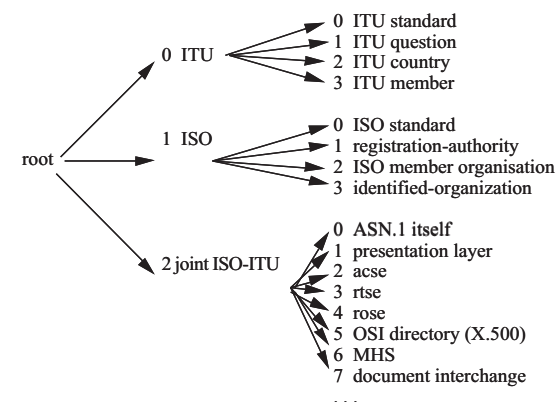 root
0 ITU
0 ITU standard
1 ITU question
2 ITU country
3 ITU member
1 ISO
0 ISO standard
1 registration-authority
2 ISO member organisation
3 identified-organization
2 joint ISO-ITU
0 ASN.1 itself
1 presentation layer
2 acse
3 rtse
4 rose
5 OSI directory (X.500)
6 MHS
7 document interchange
...